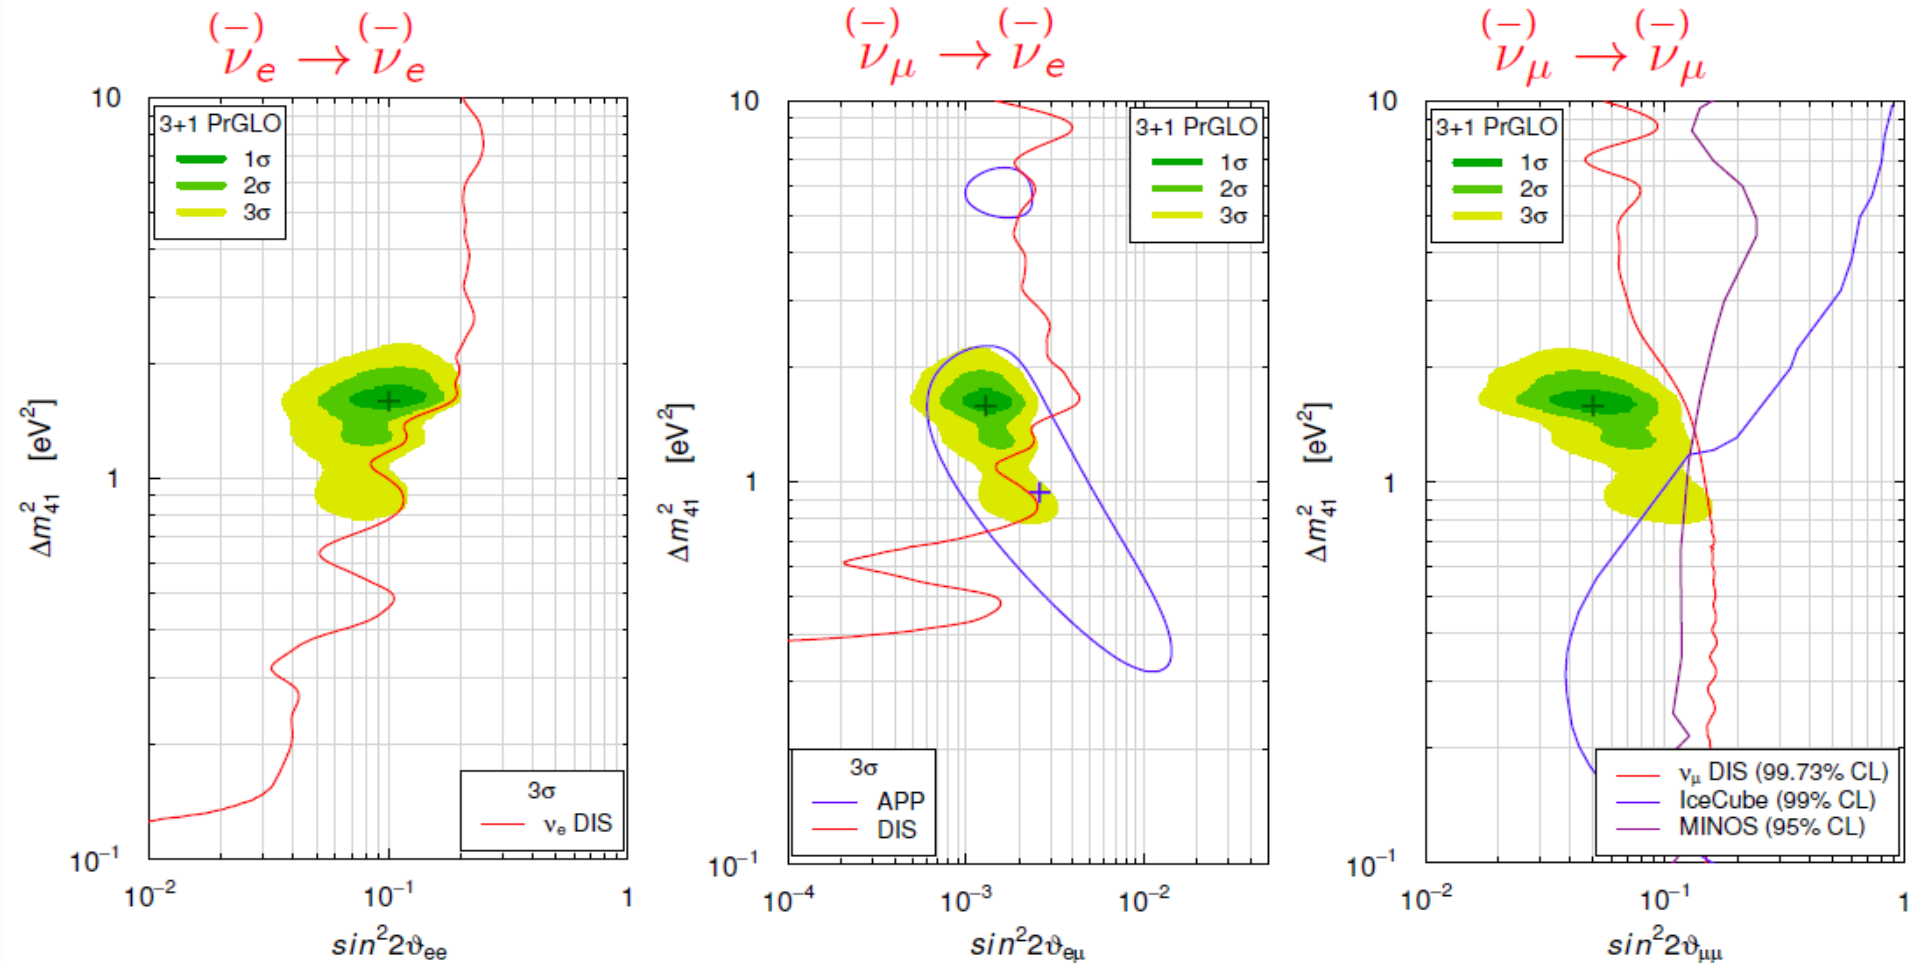 (−) (−)
ν_e → ν_e
10
3+1 PrGLO
1σ
2σ
3σ
Δm²₄₁ [eV²]
1
3σ
ν_e DIS
10⁻¹
10⁻² 10⁻¹ 1
sin²2ϑ_ee
(−) (−)
ν_μ → ν_e
10
3+1 PrGLO
1σ
2σ
3σ
Δm²₄₁ [eV²]
1
3σ
APP
DIS
10⁻¹
10⁻⁴ 10⁻³ 10⁻²
sin²2ϑ_eμ
(−) (−)
ν_μ → ν_μ
10
3+1 PrGLO
1σ
2σ
3σ
Δm²₄₁ [eV²]
1
ν_μ DIS (99.73% CL)
IceCube (99% CL)
MINOS (95% CL)
10⁻¹
10⁻² 10⁻¹ 1
sin²2ϑ_μμ